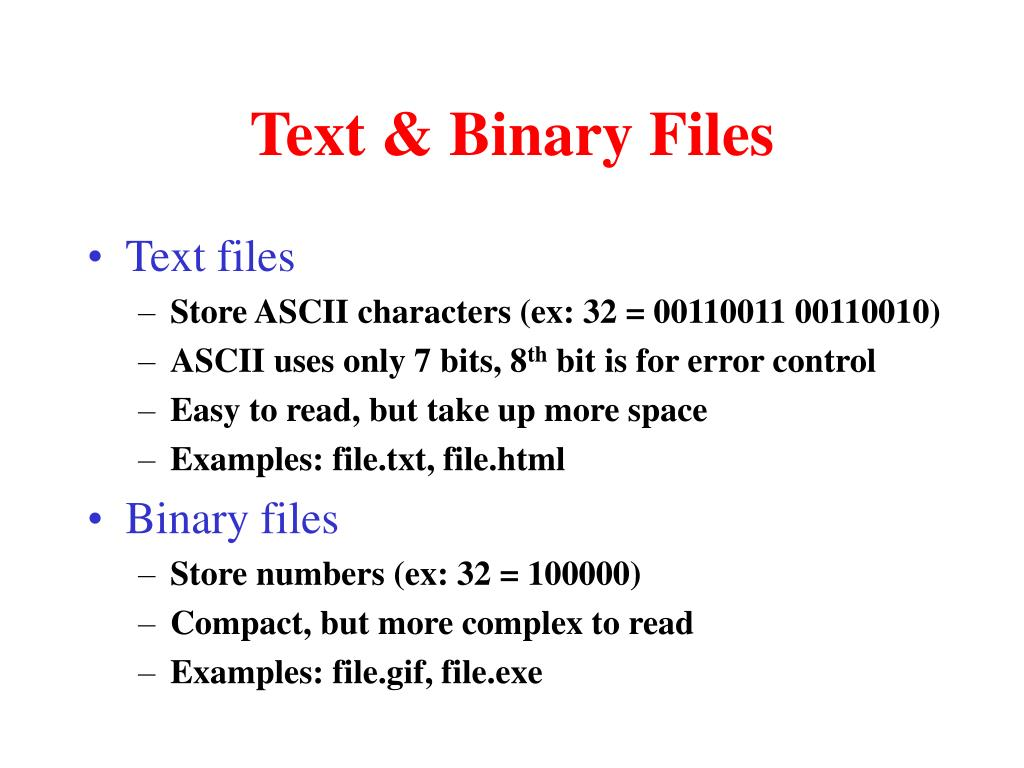 Text & Binary Files
• Text files
– Store ASCII characters (ex: 32 = 00110011 00110010)
– ASCII uses only 7 bits, 8th bit is for error control
– Easy to read, but take up more space
– Examples: file.txt, file.html
• Binary files
– Store numbers (ex: 32 = 100000)
– Compact, but more complex to read
– Examples: file.gif, file.exe